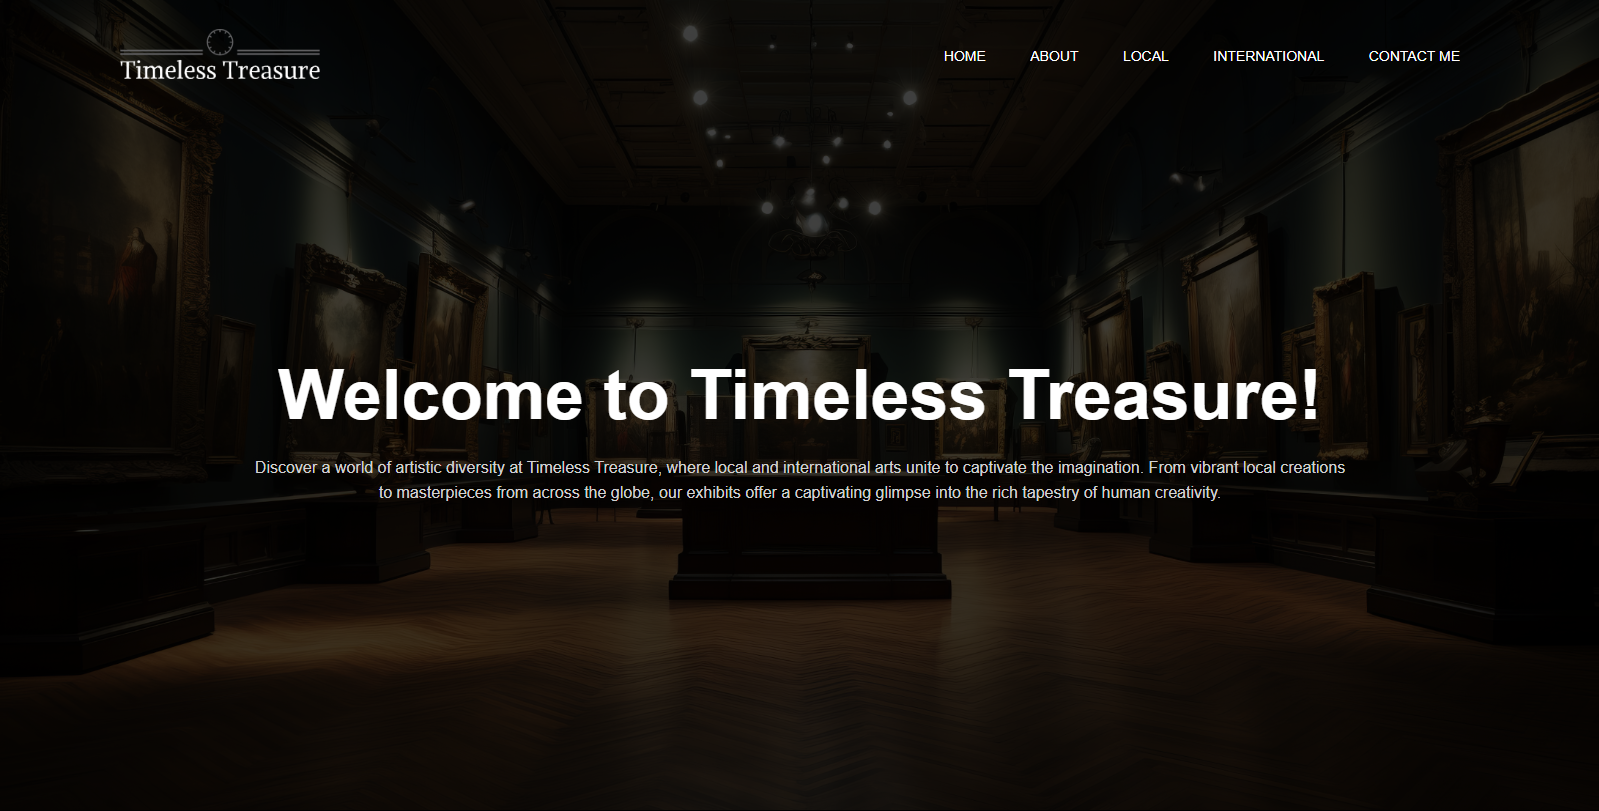 Timeless Treasure
HOME
ABOUT
LOCAL
INTERNATIONAL
CONTACT ME
Welcome to Timeless Treasure!
Discover a world of artistic diversity at Timeless Treasure, where local and international arts unite to captivate the imagination. From vibrant local creations
to masterpieces from across the globe, our exhibits offer a captivating glimpse into the rich tapestry of human creativity.